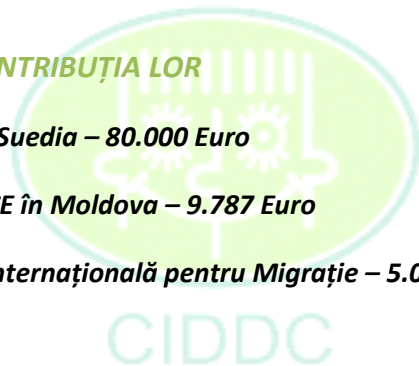 NTRIBUȚIA LOR
Suedia – 80.000 Euro
E în Moldova – 9.787 Euro
nternațională pentru Migrație – 5.0
CIDDC